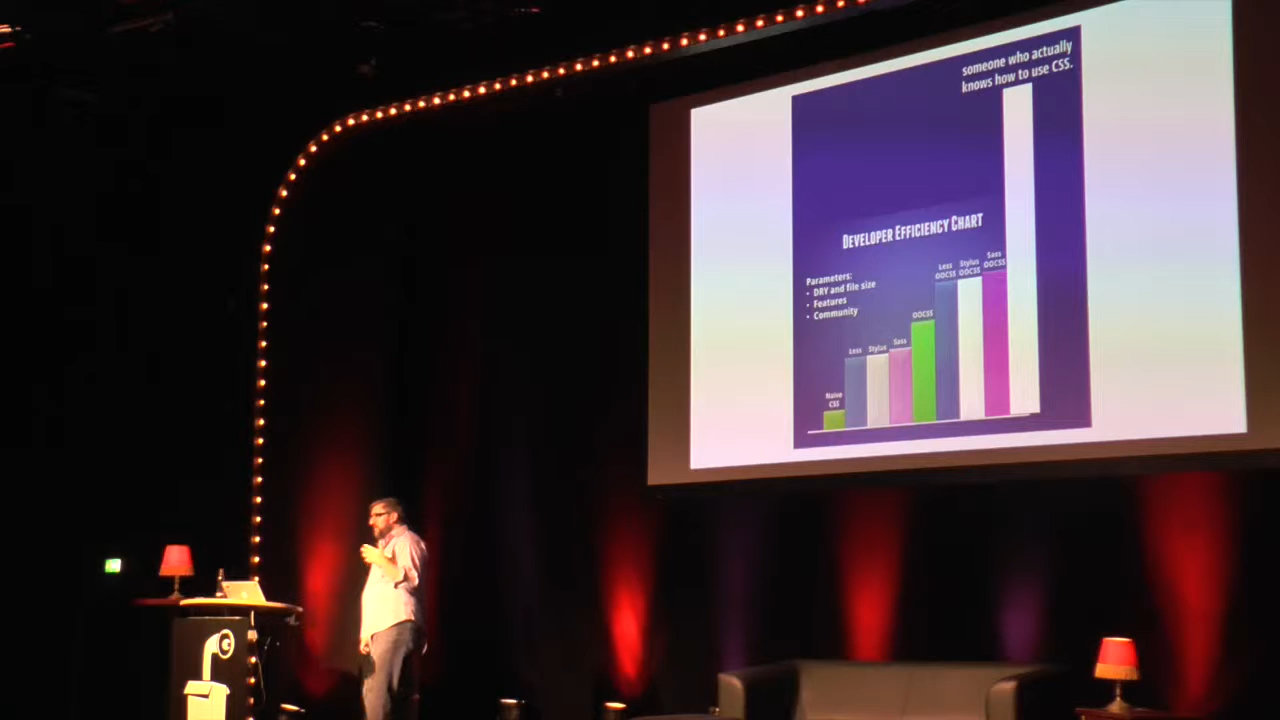 someone who actually
knows how to use CSS.
DEVELOPER EFFICIENCY CHART
Parameters:
• DRY and file size
• Features
• Community
Naive
CSS
Less
Stylus
Sass
OOCSS
Less
OOCSS
Stylus
OOCSS
Sass
OOCSS